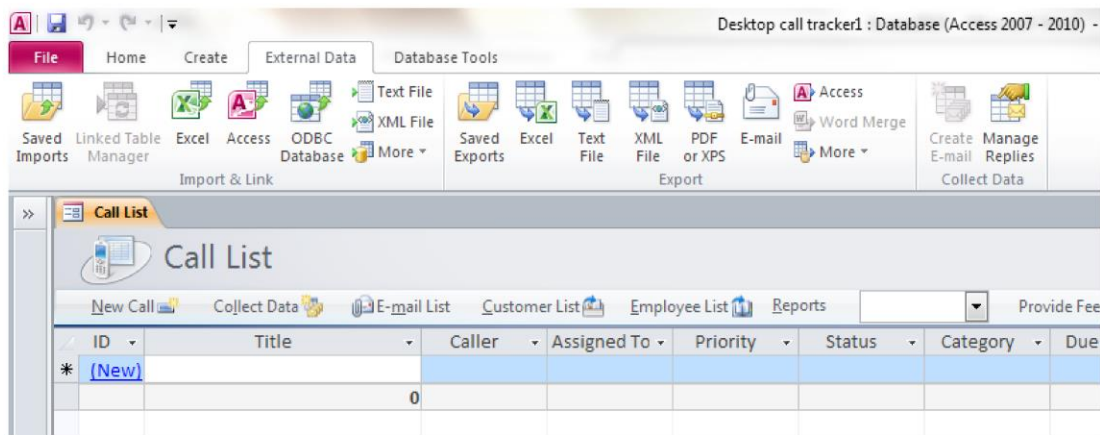 Desktop call tracker1 : Database (Access 2007 - 2010) -
File Home Create External Data Database Tools
Saved Imports
Linked Table Manager
Excel
Access
ODBC Database
Text File
XML File
More
Import & Link
Saved Exports
Excel
Text File
XML File
PDF or XPS
E-mail
Access
Word Merge
More
Export
Create E-mail
Manage Replies
Collect Data
Call List
Call List
New Call Collect Data E-mail List Customer List Employee List Reports Provide Fee
ID Title Caller Assigned To Priority Status Category Due
* (New)
0